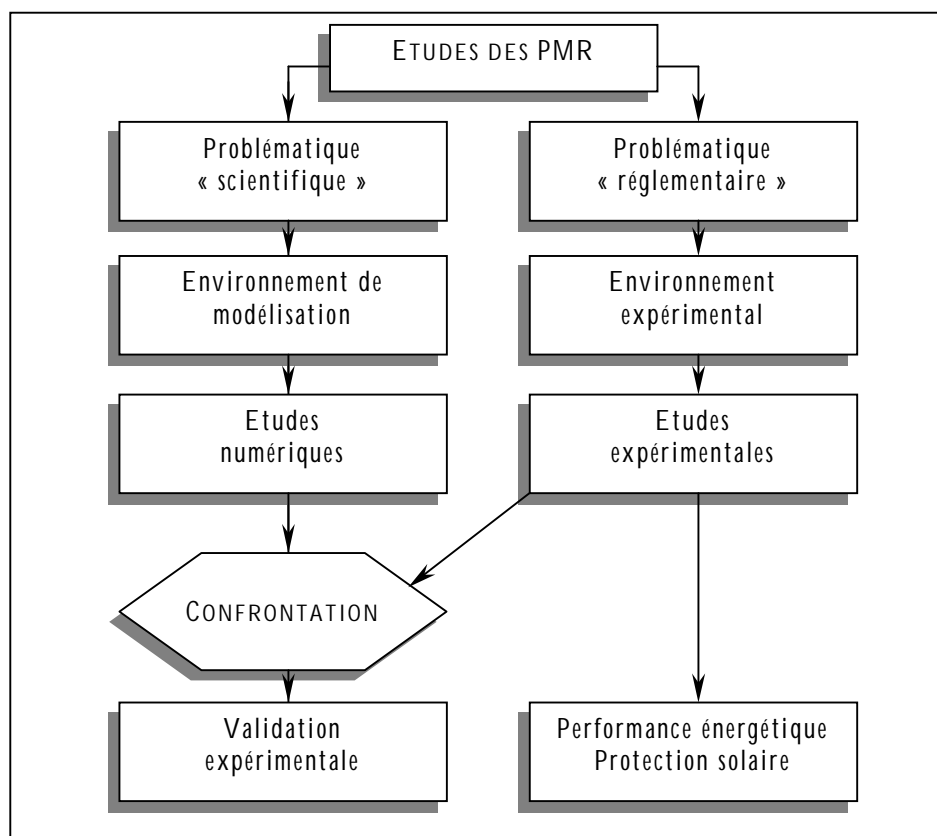 ETUDES DES PMR
Problématique
« scientifique »
Problématique
« réglementaire »
Environnement de
modélisation
Environnement
expérimental
Etudes
numériques
Etudes
expérimentales
CONFRONTATION
Validation
expérimentale
Performance énergétique
Protection solaire